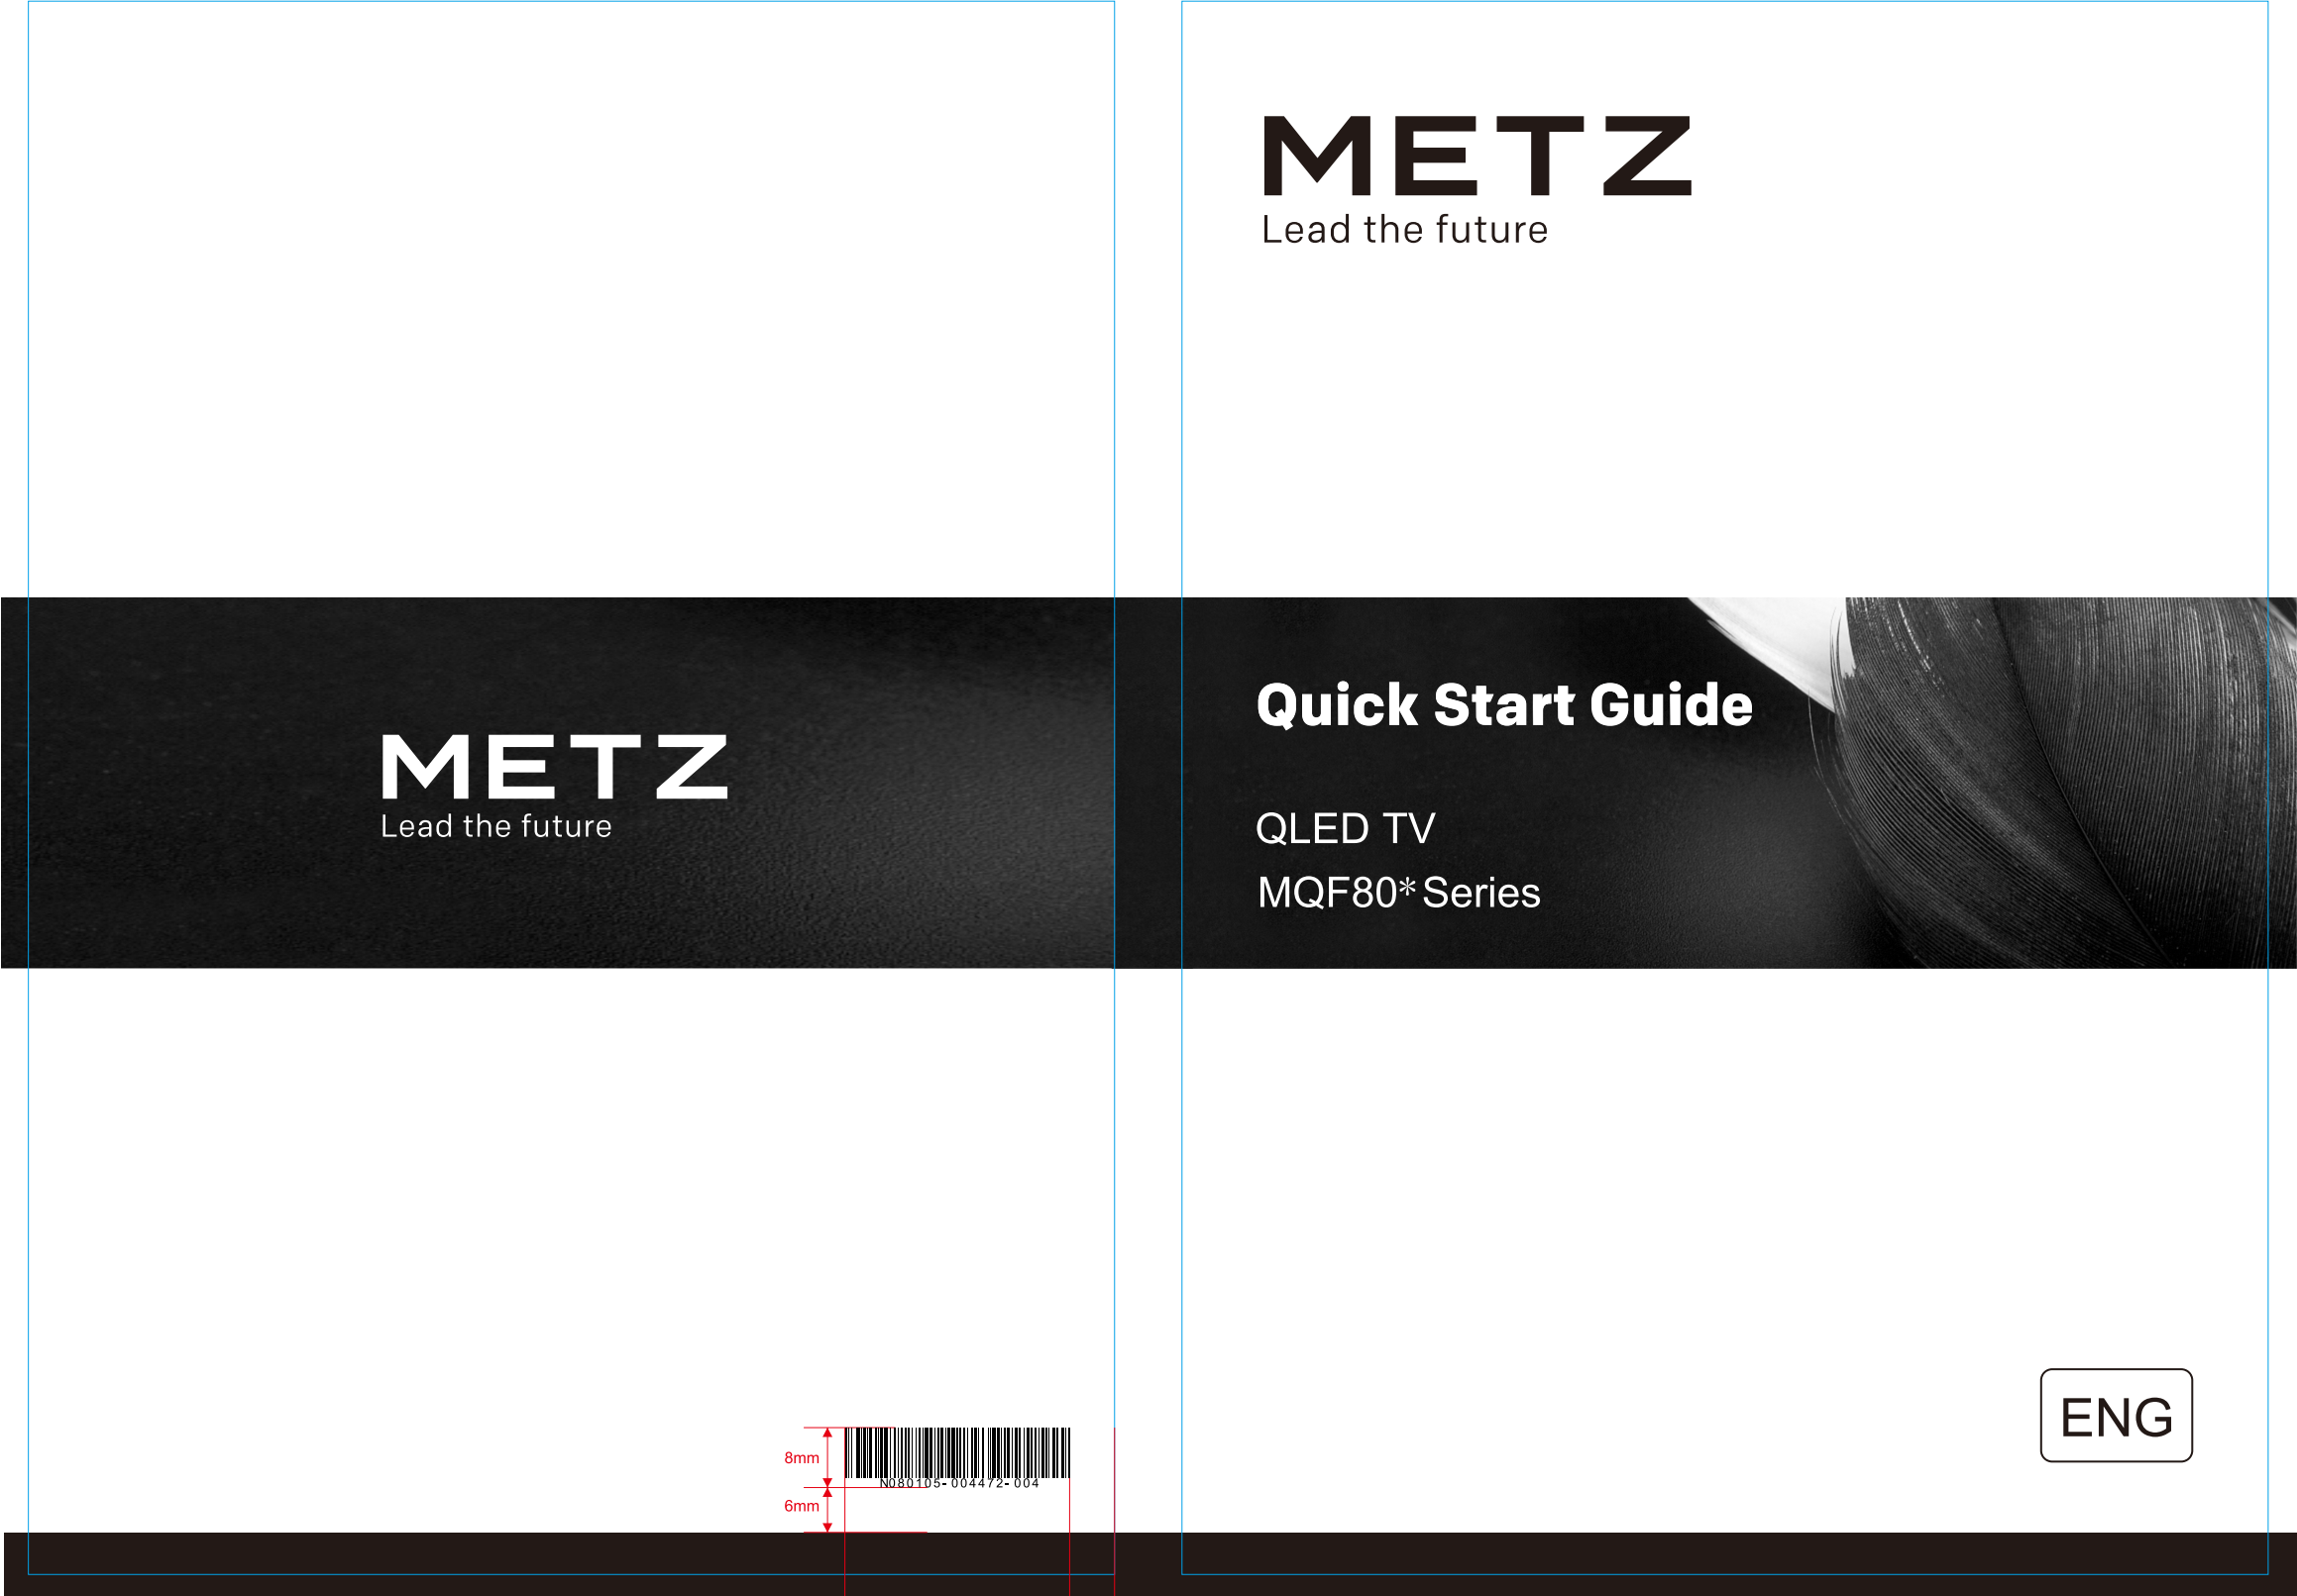 METZ
Lead the future
8mm
N080105-004472-004
6mm
METZ
Lead the future
Quick Start Guide
QLED TV
MQF80* Series
ENG